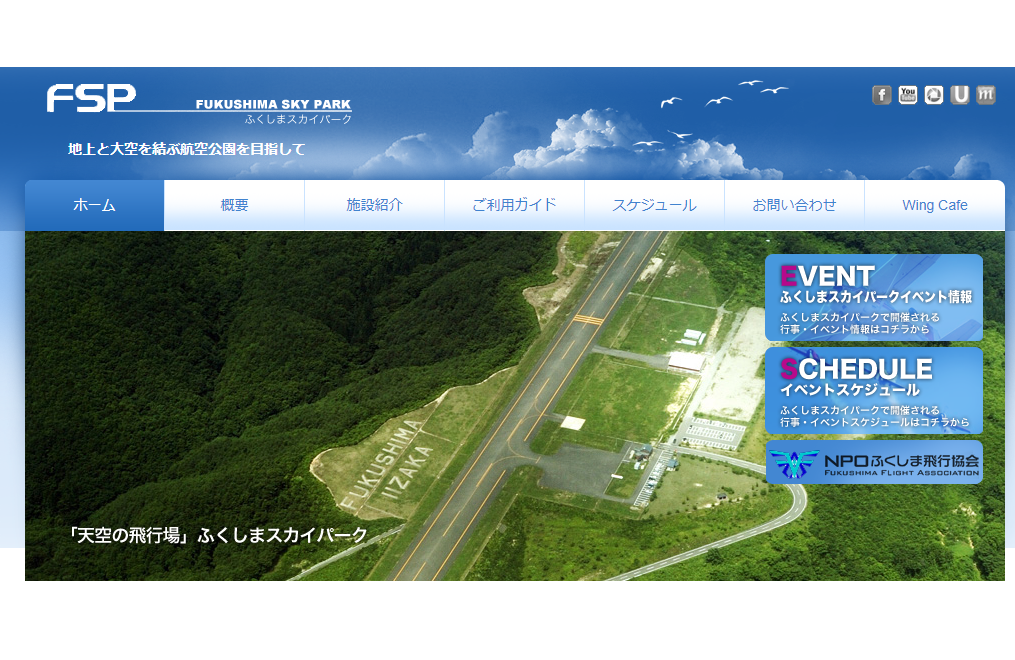 FSP
FUKUSHIMA SKY PARK
ふくしまスカイパーク
地上と大空を結ぶ航空公園を目指して
f You Tube U m
ホーム 概要 施設紹介 ご利用ガイド スケジュール お問い合わせ Wing Cafe
EVENT
ふくしまスカイパークイベント情報
ふくしまスカイパークで開催される
行事・イベント情報はコチラから
SCHEDULE
イベントスケジュール
ふくしまスカイパークで開催される
行事・イベントスケジュールはコチラから
NPOふくしま飛行協会
FUKUSHIMA FLIGHT ASSOCIATION
FUKUSHIMA
IIZAKA
「天空の飛行場」ふくしまスカイパーク